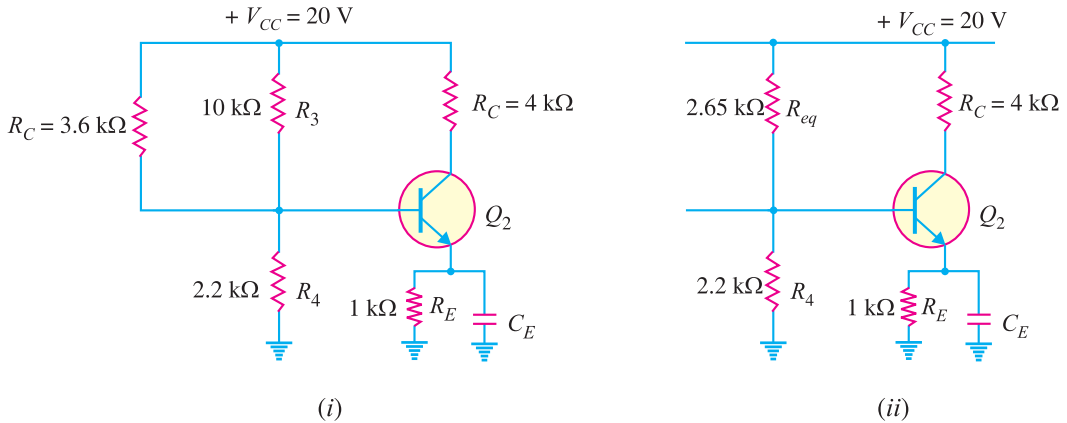 + V_CC = 20 V
R_C = 3.6 kΩ
10 kΩ R_3
R_C = 4 kΩ
Q_2
2.2 kΩ R_4
1 kΩ R_E
C_E
(i)
+ V_CC = 20 V
2.65 kΩ R_eq
R_C = 4 kΩ
Q_2
2.2 kΩ R_4
1 kΩ R_E
C_E
(ii)